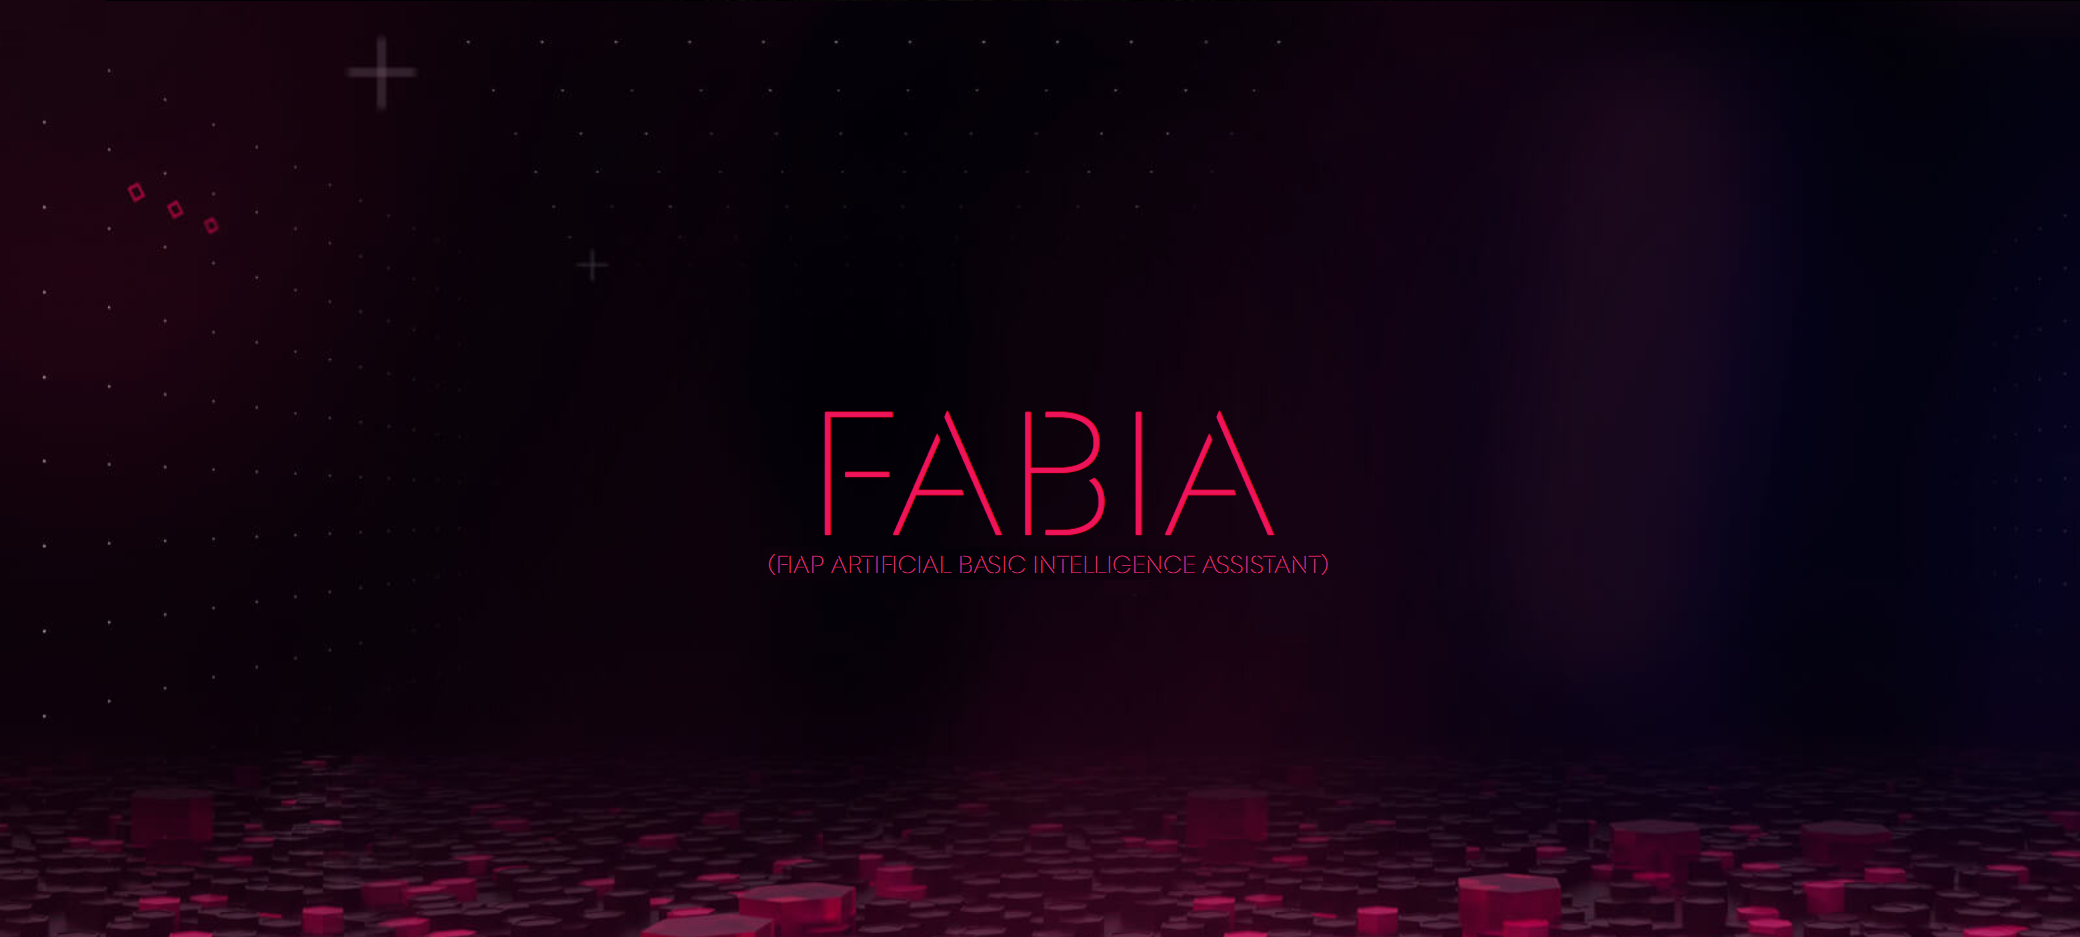 FABIA
(FIAP ARTIFICIAL BASIC INTELLIGENCE ASSISTANT)